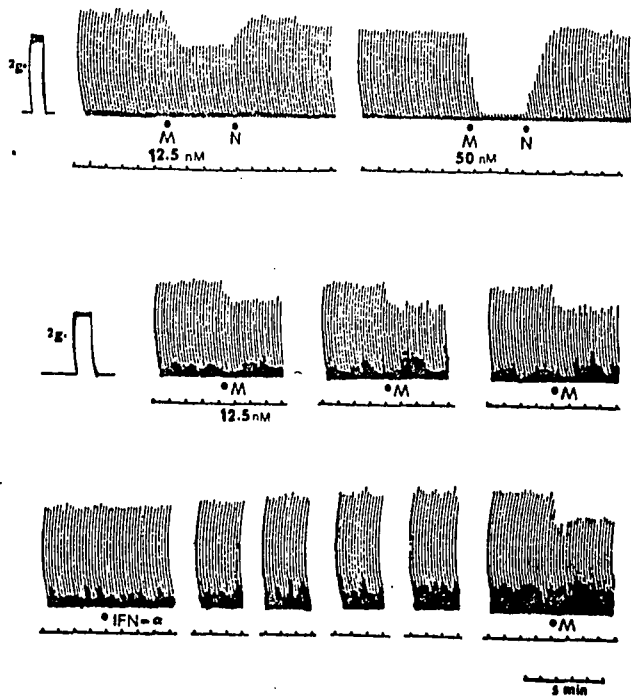 2g.
M N M N
12.5 nM 50 nM
2g.
M M M
12.5 nM
IFN-α M
5 min